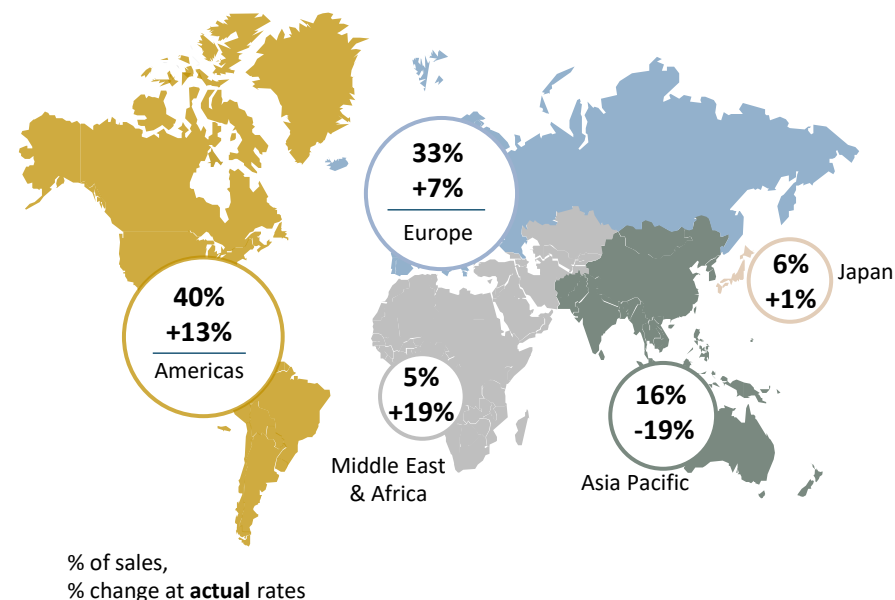 33%
+7%
Europe
6%
+1%
Japan
40%
+13%
Americas
5%
+19%
Middle East
& Africa
16%
-19%
Asia Pacific
% of sales,
% change at actual rates